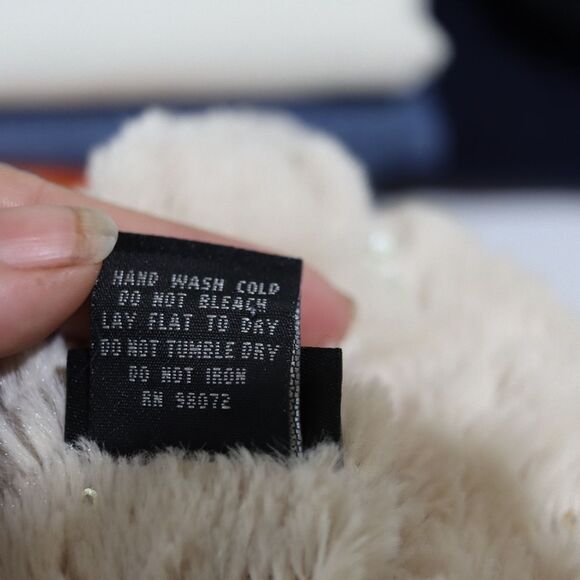 HAND WASH COLD
DO NOT BLEACH
LAY FLAT TO DRY
DO NOT TUMBLE DRY
DO NOT IRON
RN 98072